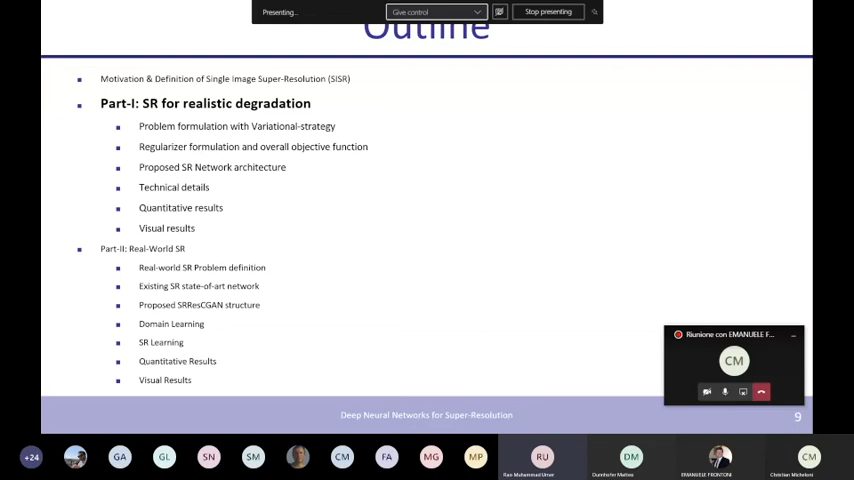 Presenting...
Give control
Stop presenting
Outline
Motivation & Definition of Single Image Super-Resolution (SISR)
Part-I: SR for realistic degradation
Problem formulation with Variational-strategy
Regularizer formulation and overall objective function
Proposed SR Network architecture
Technical details
Quantitative results
Visual results
Part-II: Real-World SR
Real-world SR Problem definition
Existing SR state-of-art network
Proposed SRResCGAN structure
Domain Learning
SR Learning
Quantitative Results
Visual Results
Riunione con EMANUELE F...
CM
Deep Neural Networks for Super-Resolution
9
+24
GA
GL
SN
SM
CM
FA
MG
MP
RU
DM
CM
Rao Muhammad Umer
Dunnhofer Matteo
EMANUELE FRONTONI
Christian Micheloni